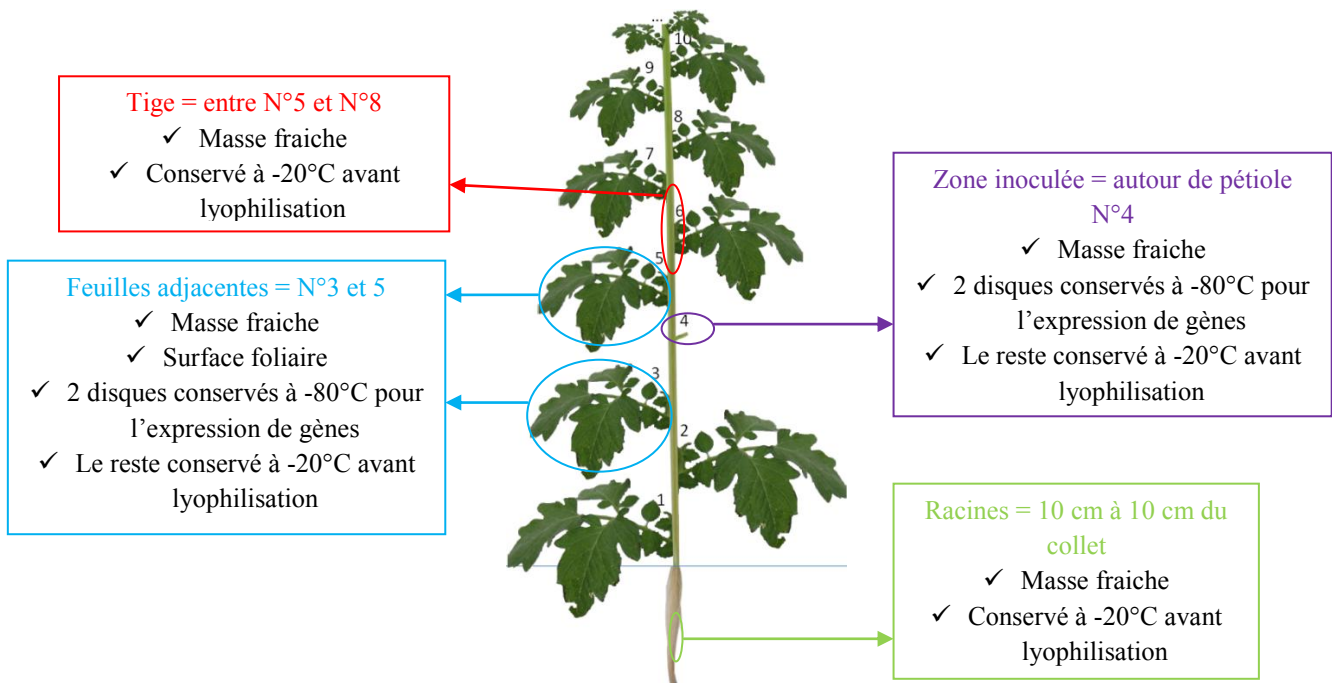 Tige = entre N°5 et N°8
✓ Masse fraiche
✓ Conservé à -20°C avant
lyophilisation
Feuilles adjacentes = N°3 et 5
✓ Masse fraiche
✓ Surface foliaire
✓ 2 disques conservés à -80°C pour
l'expression de gènes
✓ Le reste conservé à -20°C avant
lyophilisation
...
10
9
8
7
6
5
4
3
2
1
Zone inoculée = autour de pétiole
N°4
✓ Masse fraiche
✓ 2 disques conservés à -80°C pour
l'expression de gènes
✓ Le reste conservé à -20°C avant
lyophilisation
Racines = 10 cm à 10 cm du
collet
✓ Masse fraiche
✓ Conservé à -20°C avant
lyophilisation